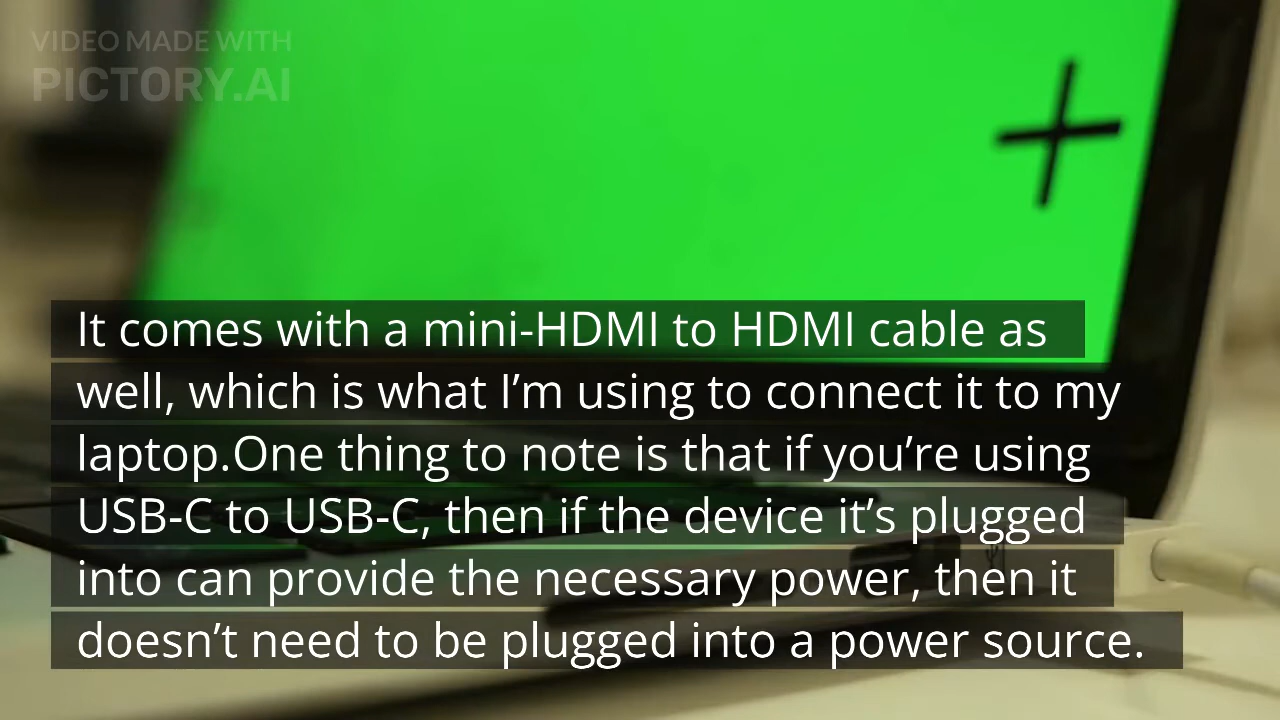 VIDEO MADE WITH
PICTORY.AI
It comes with a mini-HDMI to HDMI cable as
well, which is what I’m using to connect it to my
laptop.One thing to note is that if you’re using
USB-C to USB-C, then if the device it’s plugged
into can provide the necessary power, then it
doesn’t need to be plugged into a power source.